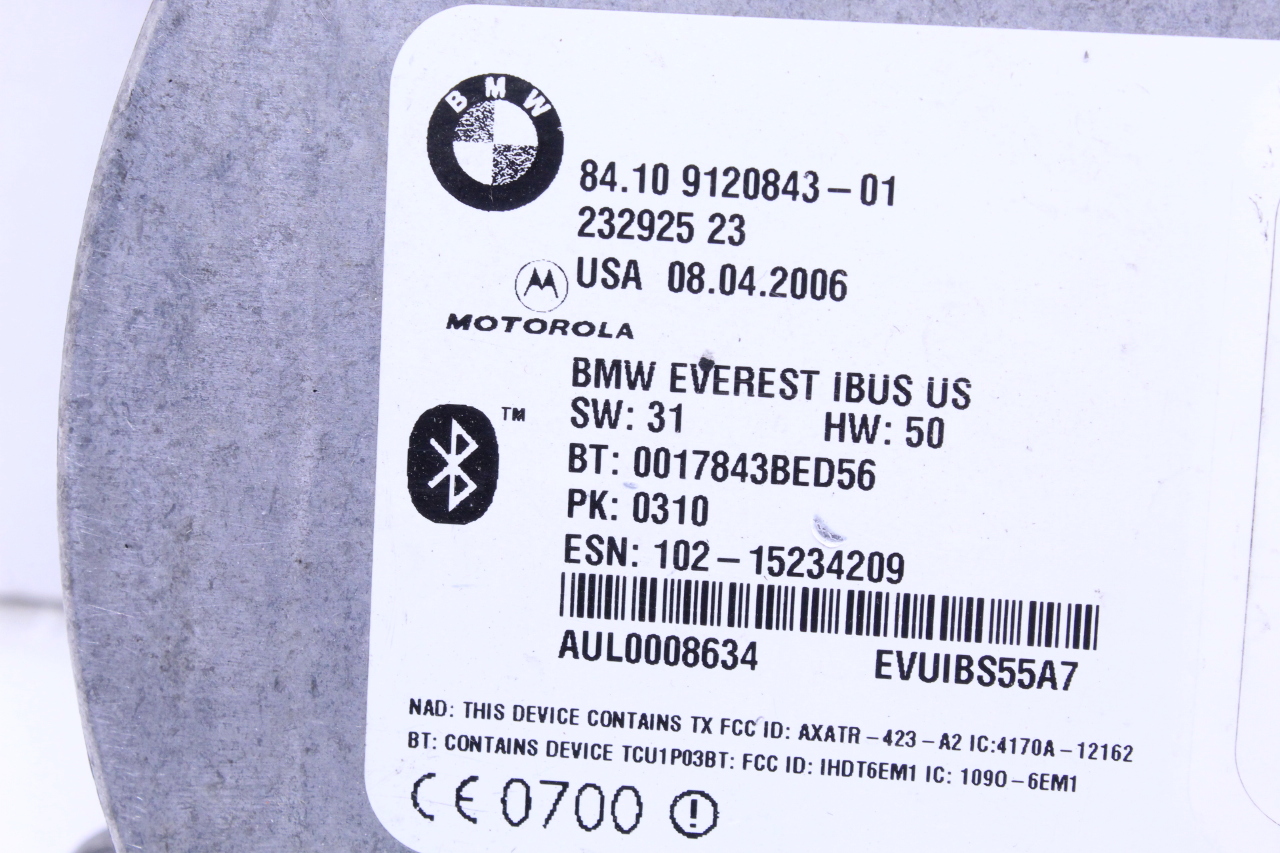 BMW
84.10 9120843-01
232925 23
USA 08.04.2006
MOTOROLA
BMW EVEREST iBUS US
SW: 31 HW: 50
™
BT: 0017843BED56
PK: 0310
ESN: 102-15234209
AUL0008634 EVUIBS55A7
NAD: THIS DEVICE CONTAINS TX FCC ID: AXATR-423-A2 IC:4170A-12162
BT: CONTAINS DEVICE TCU1P03BT: FCC ID: IHDT6EM1 IC: 1090-6EM1
CE 0700 !